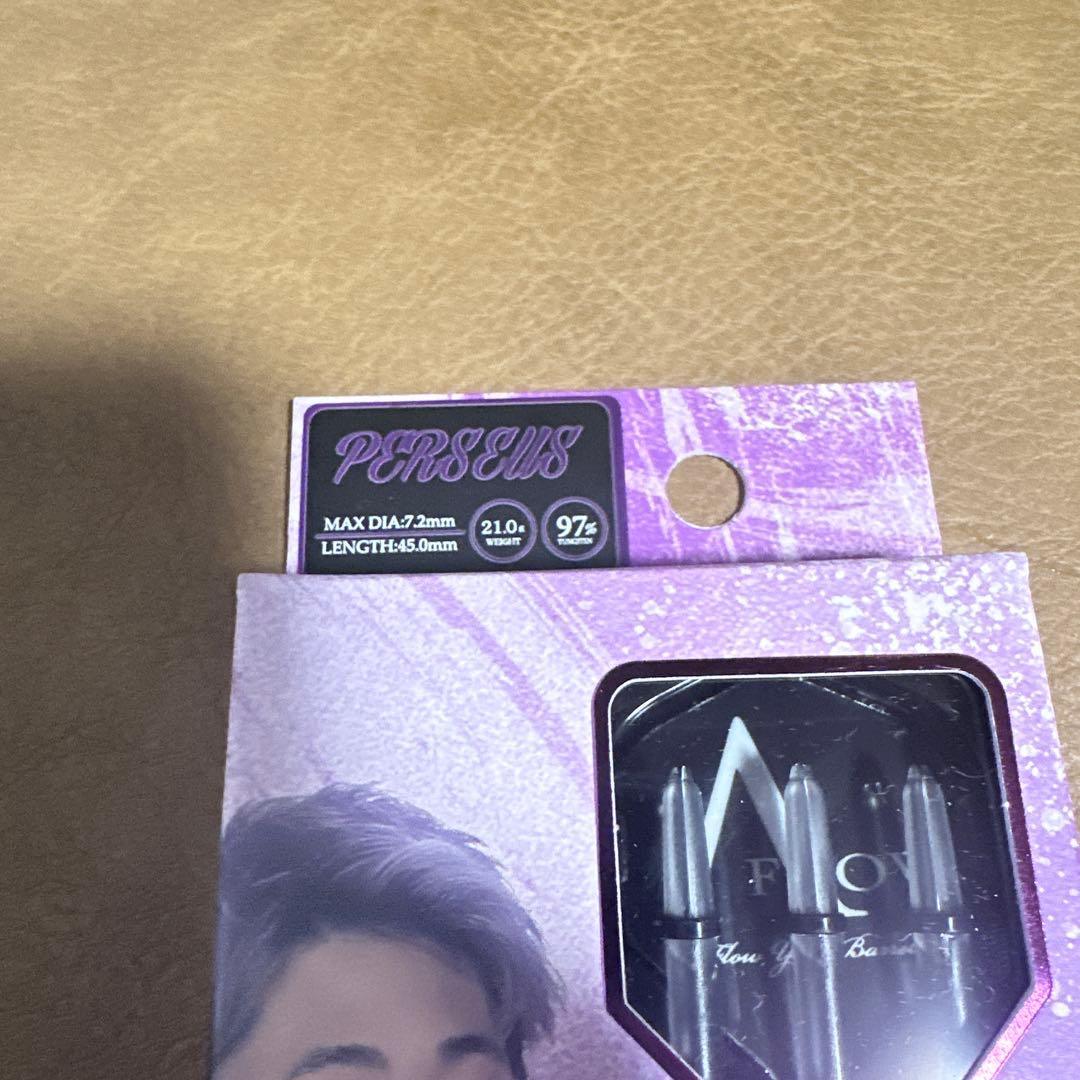 PERSEUS
MAX DIA:7.2mm
LENGTH:45.0mm
21.0g
WEIGHT
97%
TUNGSTEN